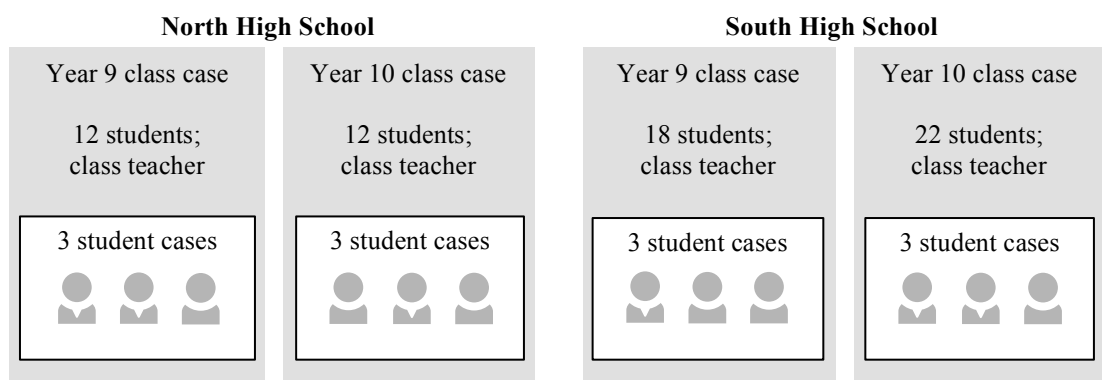 North High School
Year 9 class case
12 students;
class teacher
3 student cases
Year 10 class case
12 students;
class teacher
3 student cases
South High School
Year 9 class case
18 students;
class teacher
3 student cases
Year 10 class case
22 students;
class teacher
3 student cases